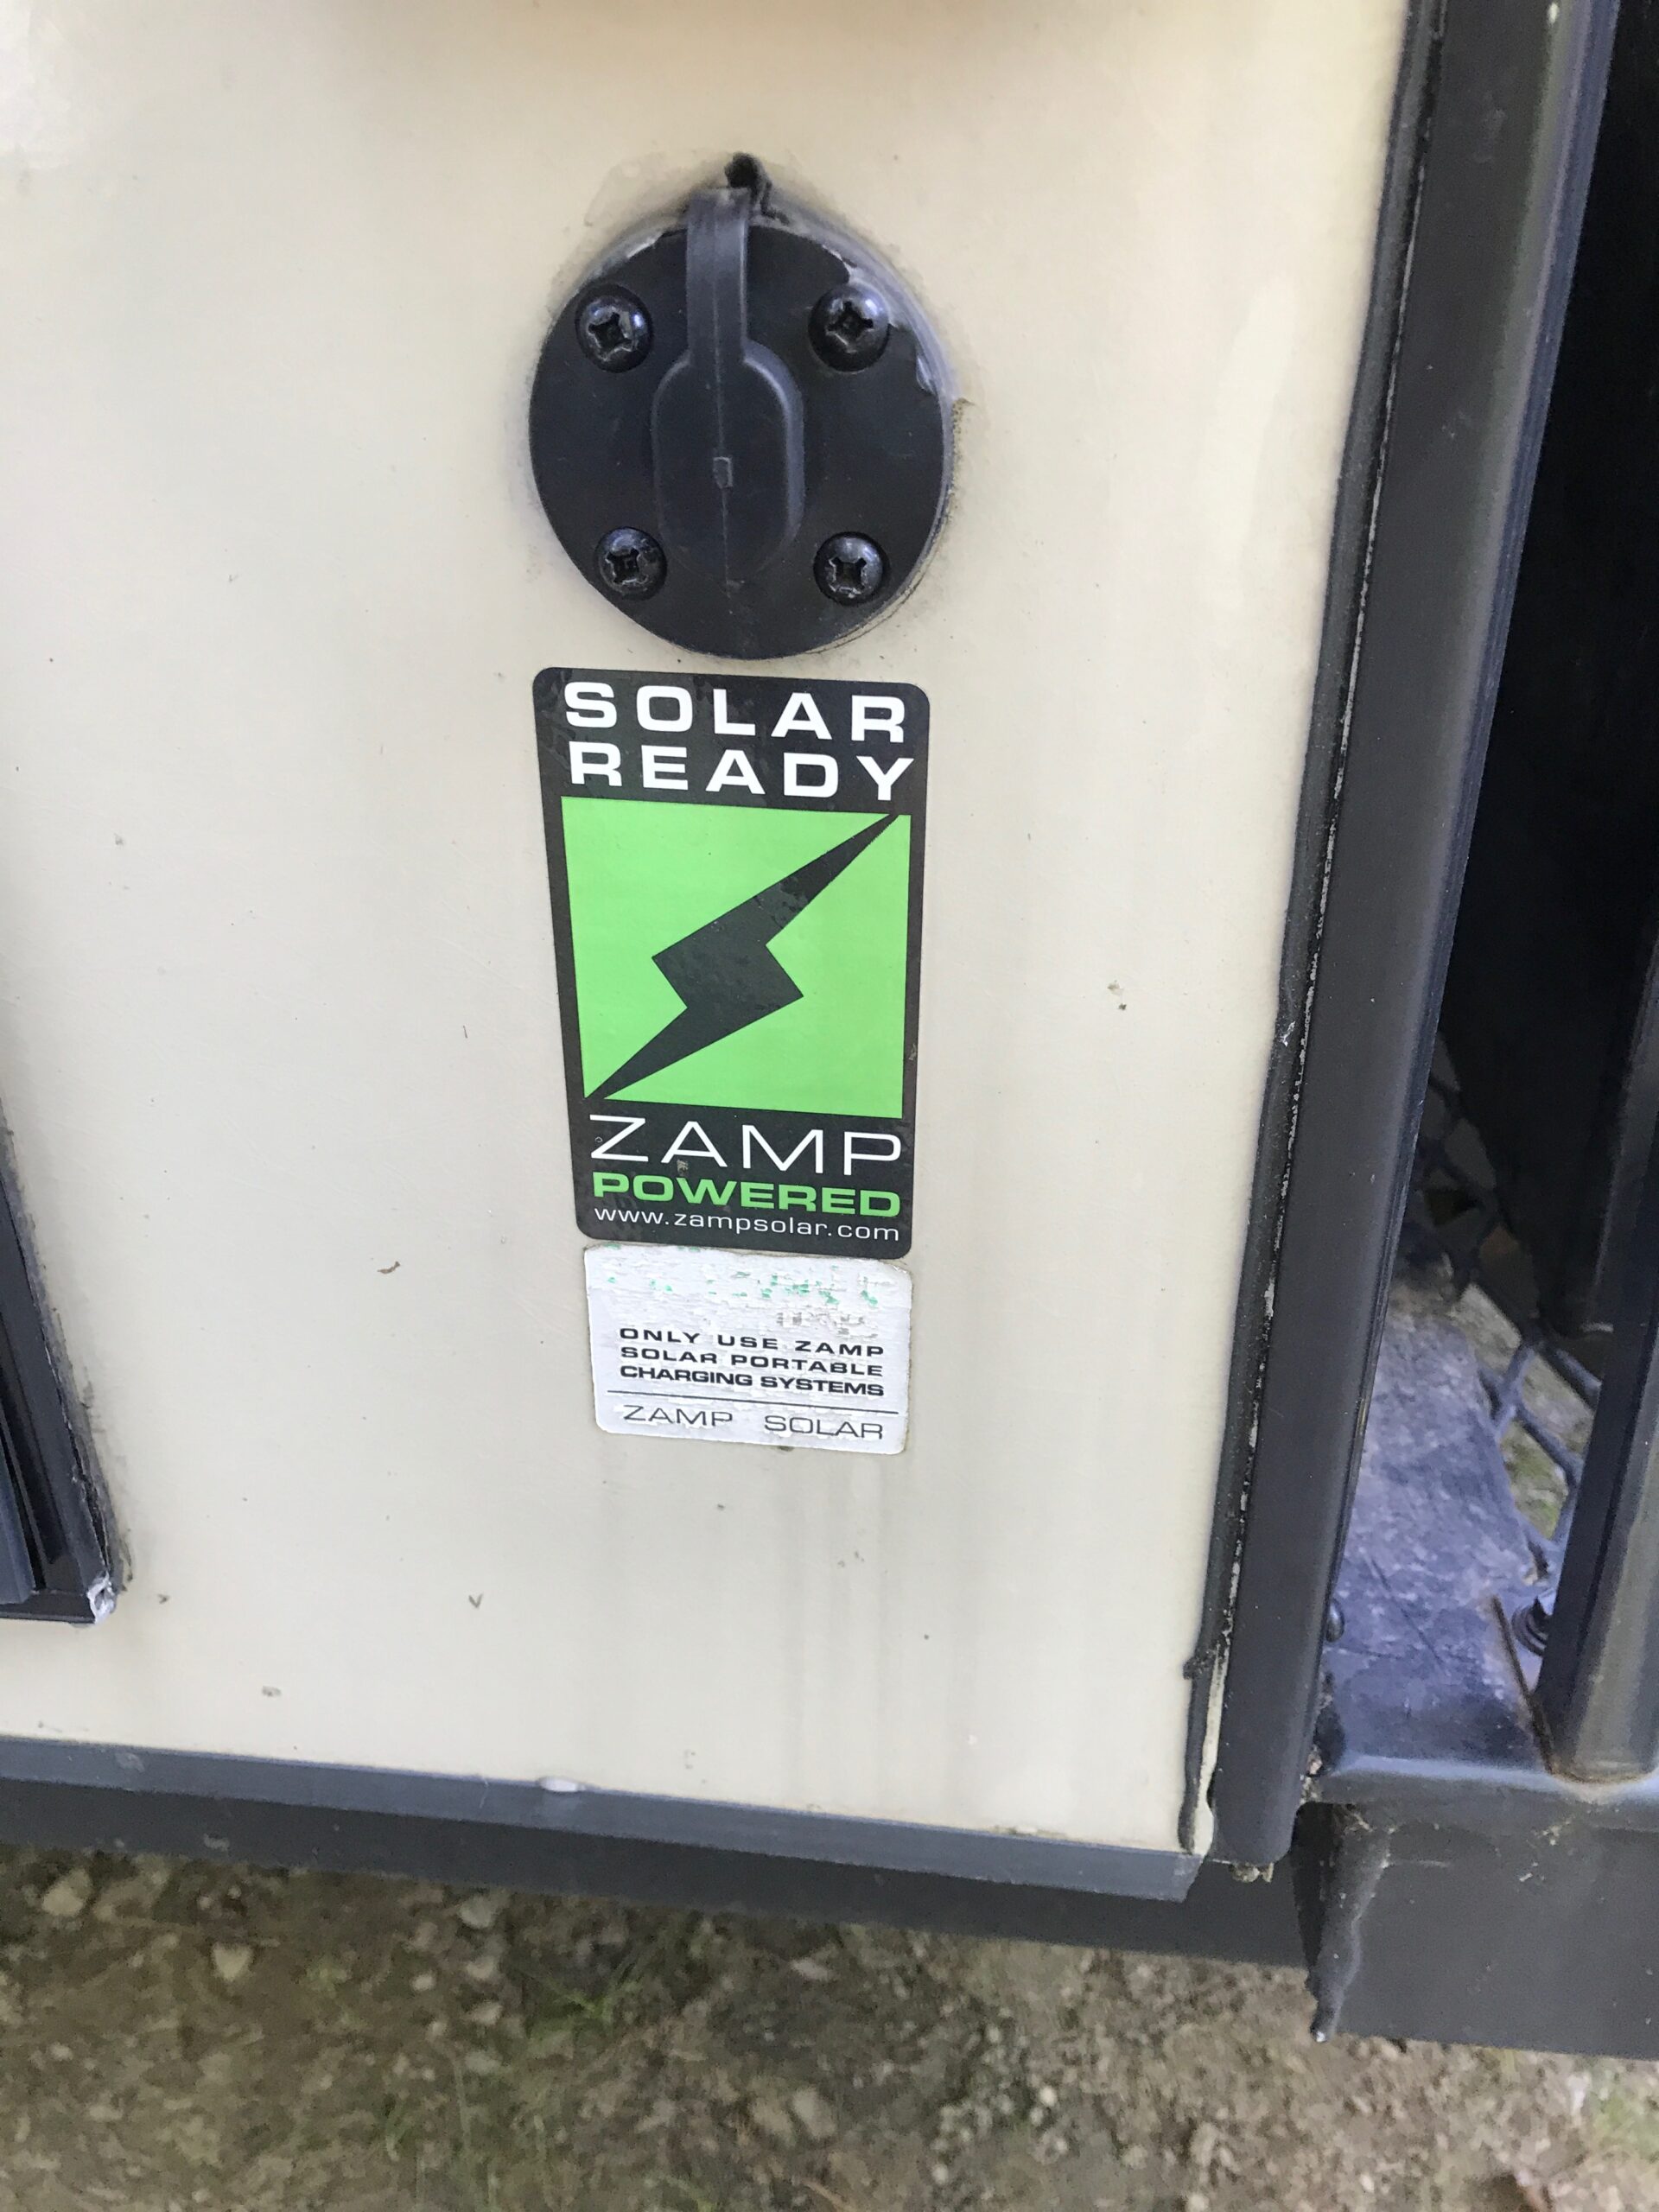 SOLAR
READY
ZAMP
POWERED
www.zampsolar.com
ONLY USE ZAMP
SOLAR PORTABLE
CHARGING SYSTEMS
ZAMP SOLAR